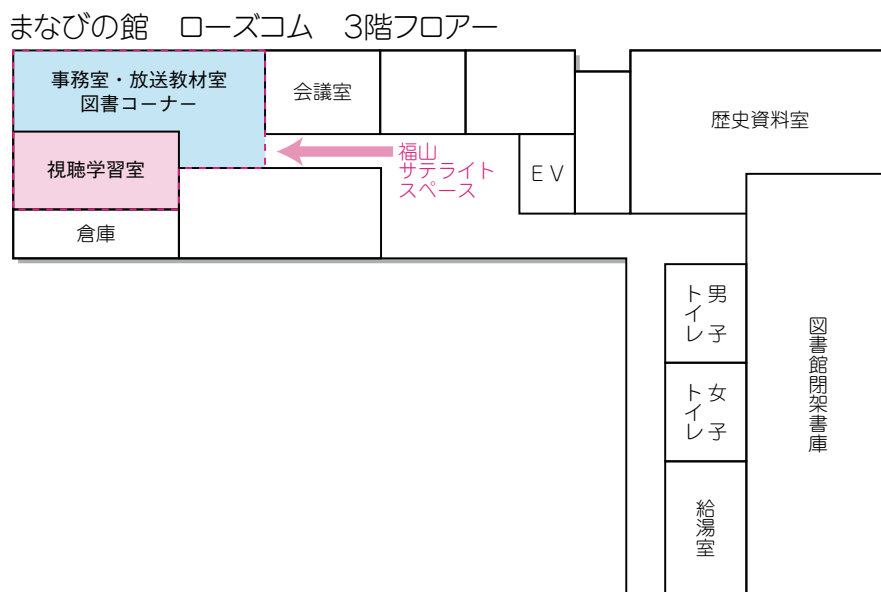 まなびの館　ローズコム　3階フロアー
事務室・放送教材室
図書コーナー
会議室
歴史資料室
福山
サテライト
スペース
ＥＶ
視聴学習室
倉庫
男子
トイレ
女子
トイレ
給湯室
図書館閉架書庫